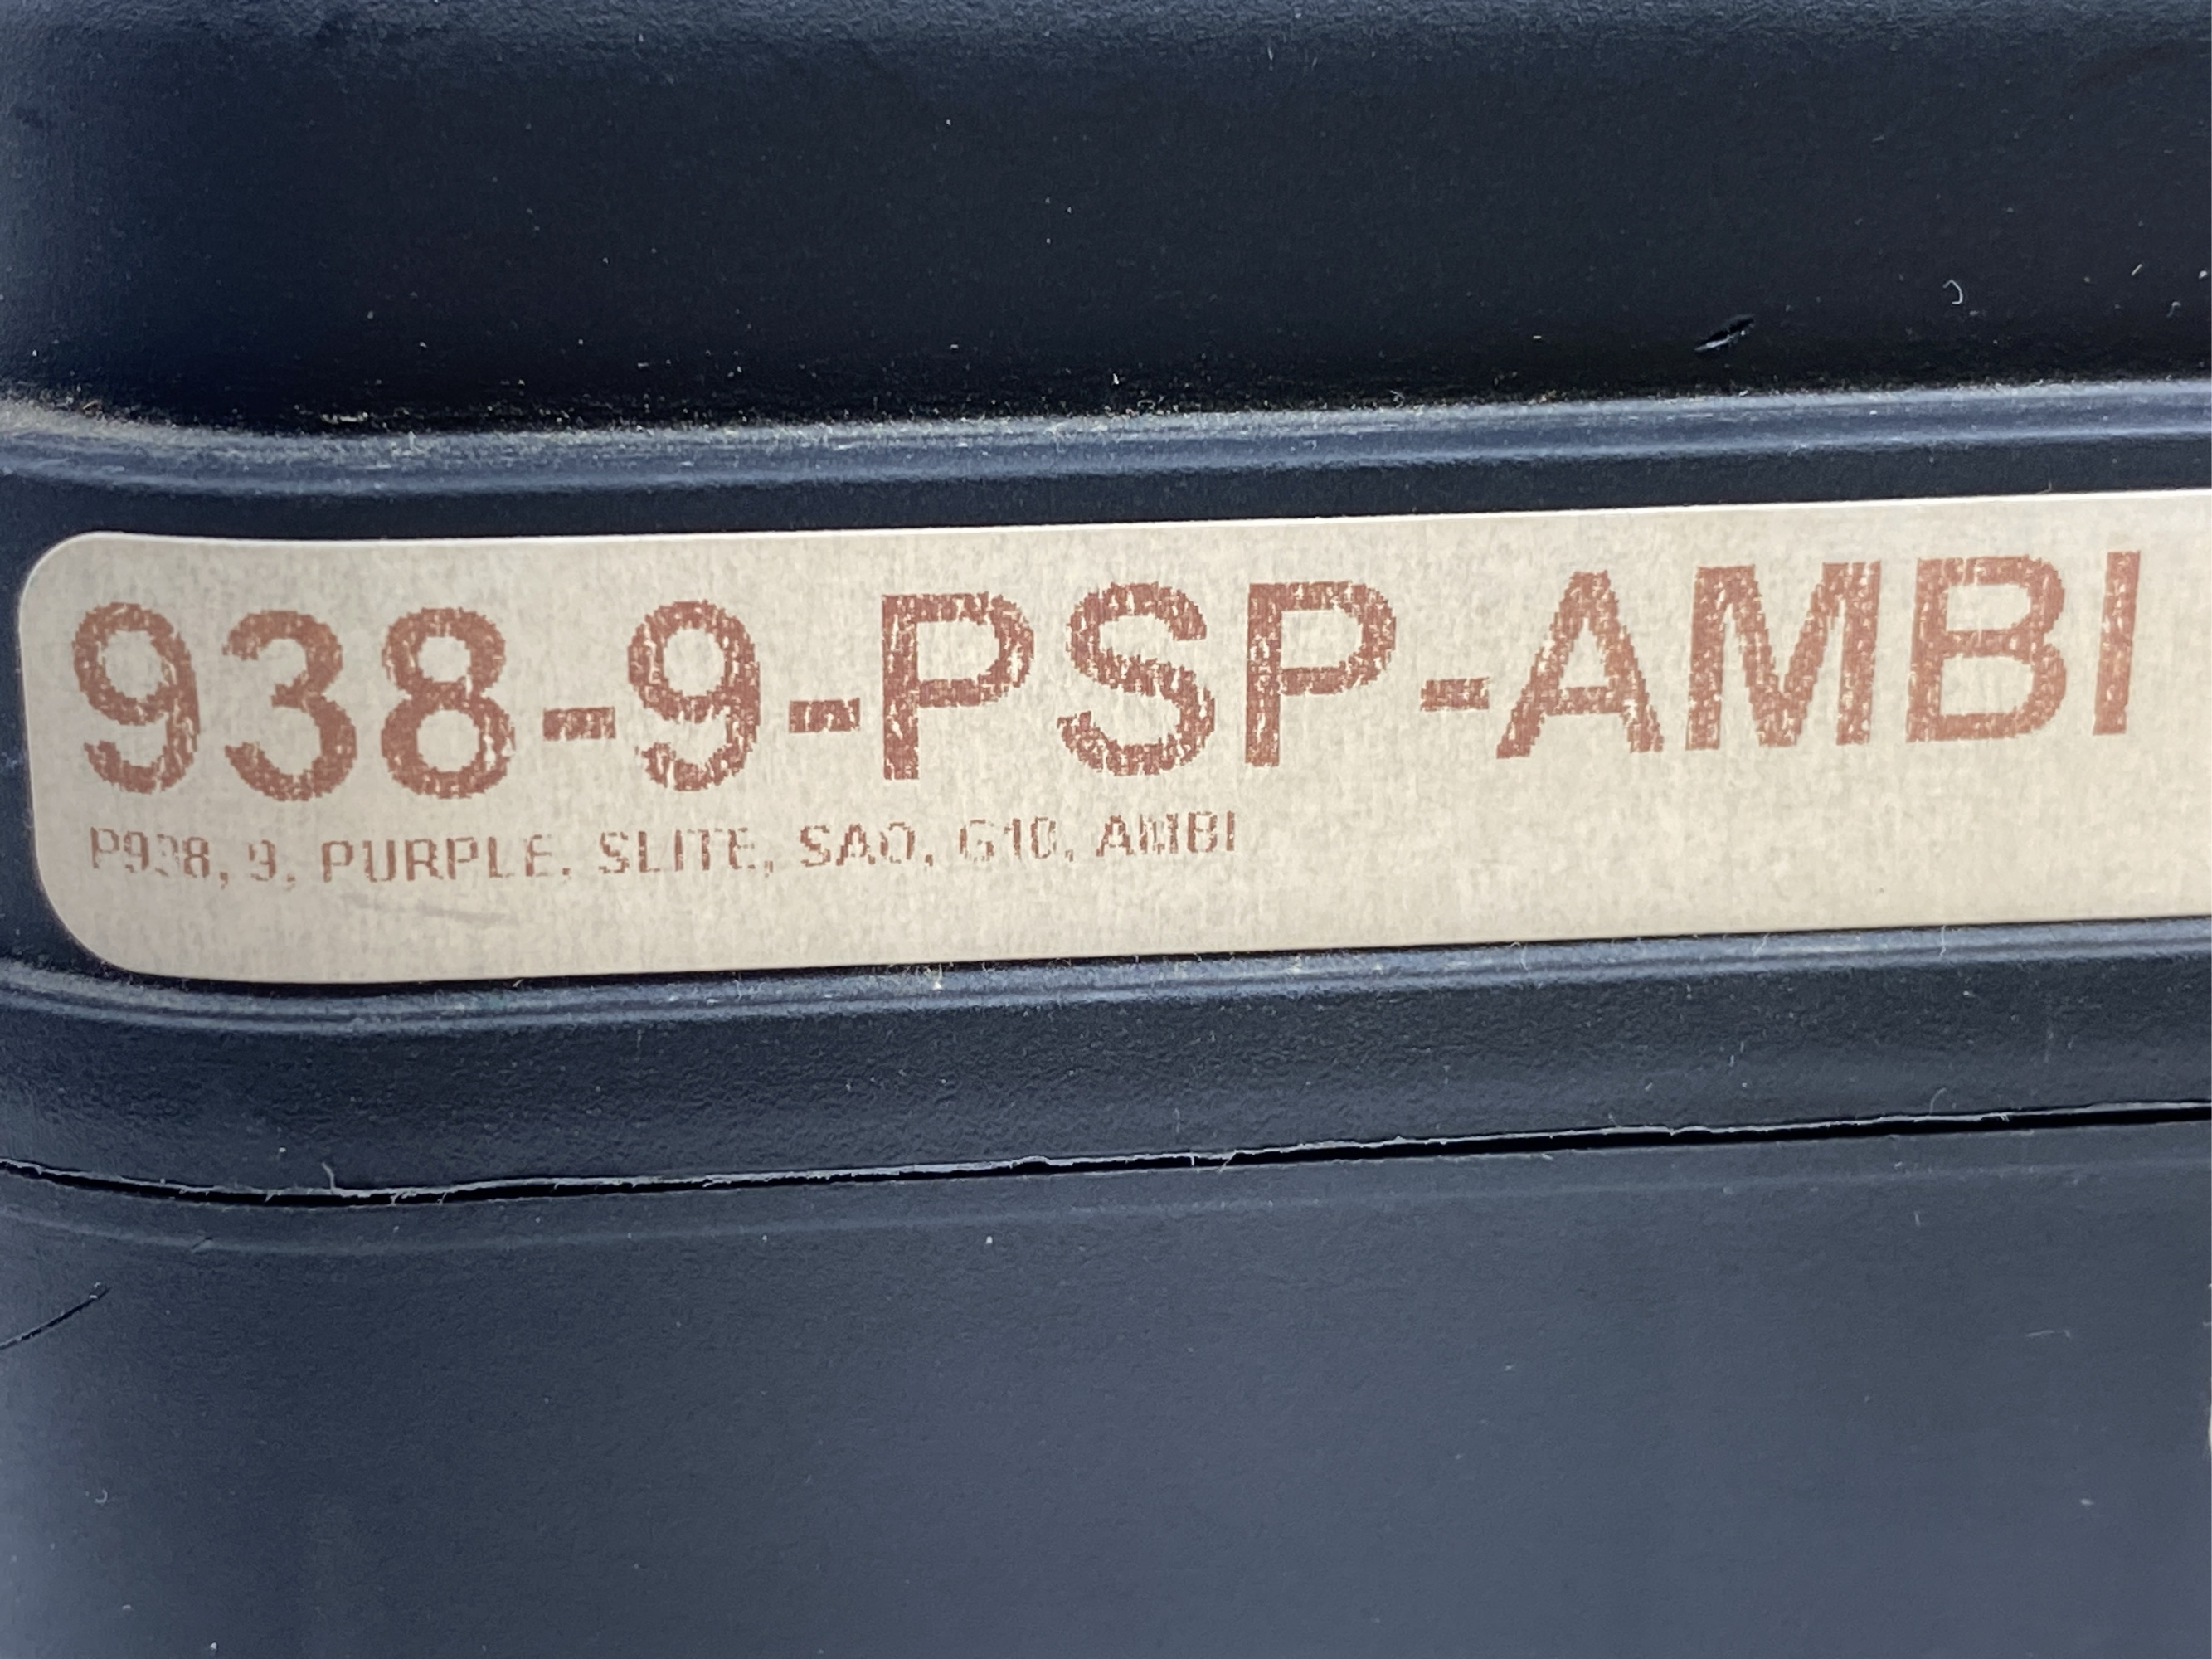 938-9-PSP-AMBI
P938, 9, PURPLE, SLITE, SAO, G10, AMBI